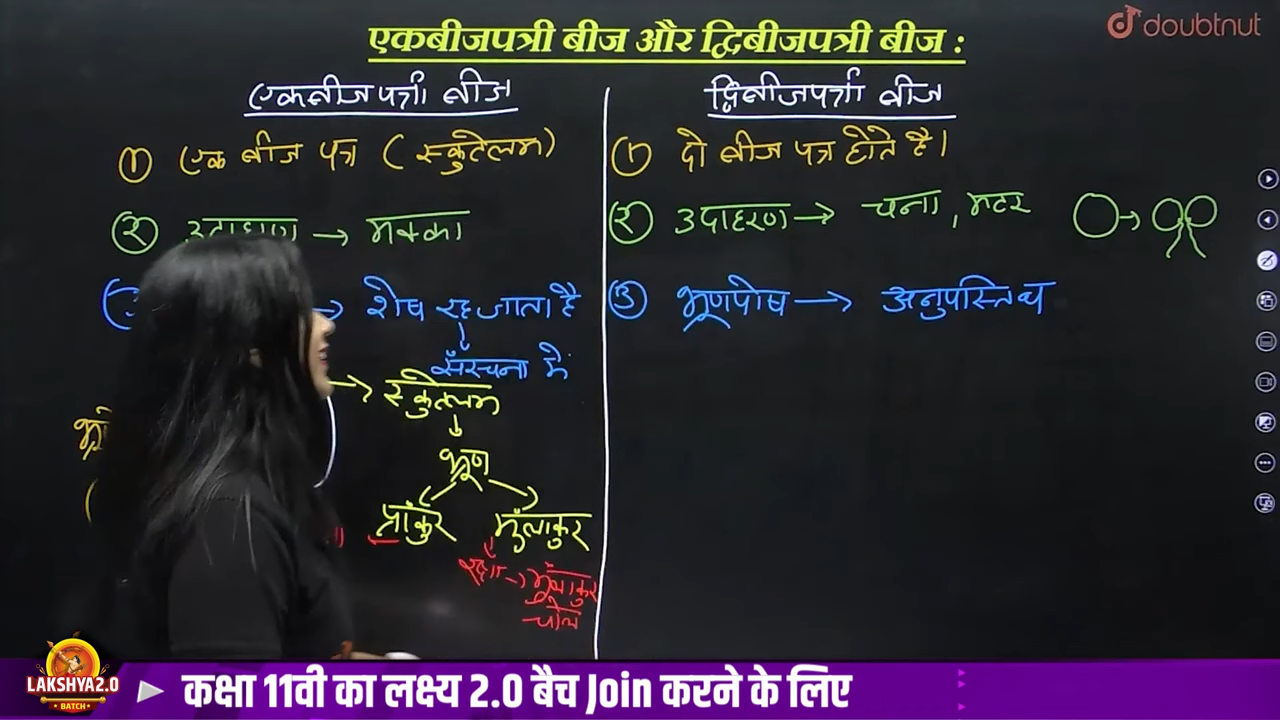 doubtnut
एकबीजपत्री बीज और द्विबीजपत्री बीज :
एकबीजपत्री बीज
① एक बीज पत्र ( स्कुतेलम)
② उदाहरण → मक्का
→ शेष रह जाता है
संरचना में
→ स्कुतेलम
भ्रूण
प्रांकुर मूलांकुर
रक्षा → मूलांकुर
चोल
द्विबीजपत्री बीज
① दो बीज पत्र होते है।
② उदाहरण → चना, मटर
③ भ्रूणपोष → अनुपस्तिथ
LAKSHYA2.0
BATCH
कक्षा 11वी का लक्ष्य 2.0 बैच Join करने के लिए